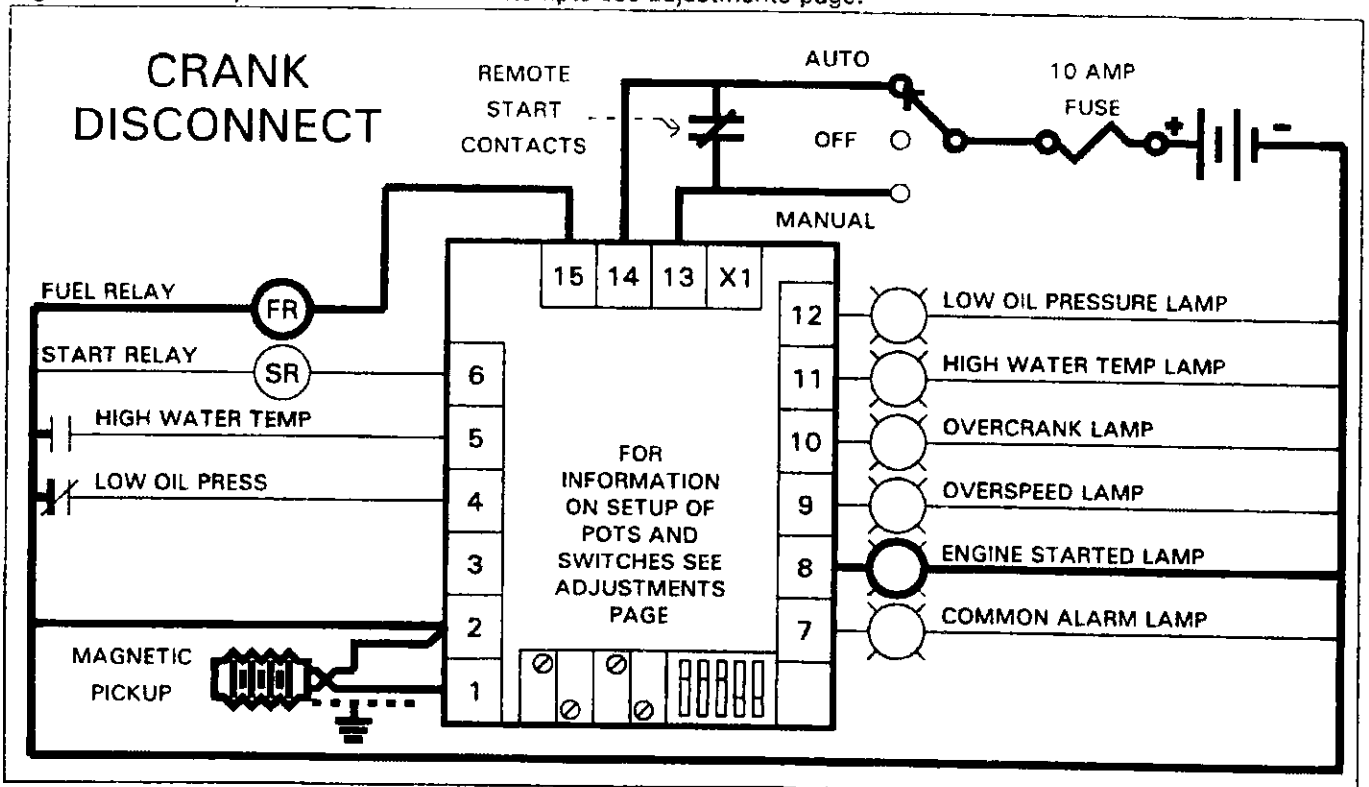 adjustments page.
CRANK
DISCONNECT
REMOTE
START
CONTACTS
AUTO
OFF
MANUAL
10 AMP
FUSE
+
-
15 14 13 X1
FUEL RELAY
FR
START RELAY
SR
HIGH WATER TEMP
LOW OIL PRESS
MAGNETIC
PICKUP
6
5
4
3
2
1
FOR
INFORMATION
ON SETUP OF
POTS AND
SWITCHES SEE
ADJUSTMENTS
PAGE
12
11
10
9
8
7
LOW OIL PRESSURE LAMP
HIGH WATER TEMP LAMP
OVERCRANK LAMP
OVERSPEED LAMP
ENGINE STARTED LAMP
COMMON ALARM LAMP